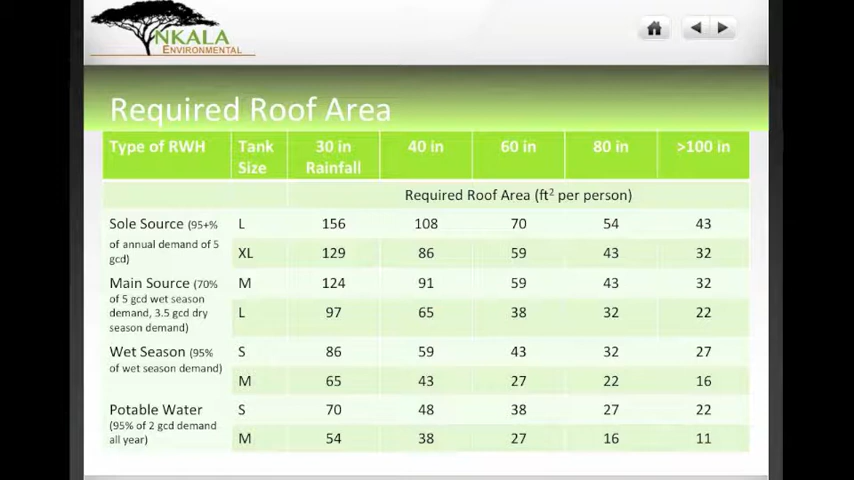 NKALA
ENVIRONMENTAL
Required Roof Area
Type of RWH Tank Size 30 in Rainfall 40 in 60 in 80 in >100 in
Required Roof Area (ft² per person)
Sole Source (95+% of annual demand of 5 gcd) L 156 108 70 54 43
XL 129 86 59 43 32
Main Source (70% of 5 gcd wet season demand, 3.5 gcd dry season demand) M 124 91 59 43 32
L 97 65 38 32 22
Wet Season (95% of wet season demand) S 86 59 43 32 27
M 65 43 27 22 16
Potable Water (95% of 2 gcd demand all year) S 70 48 38 27 22
M 54 38 27 16 11